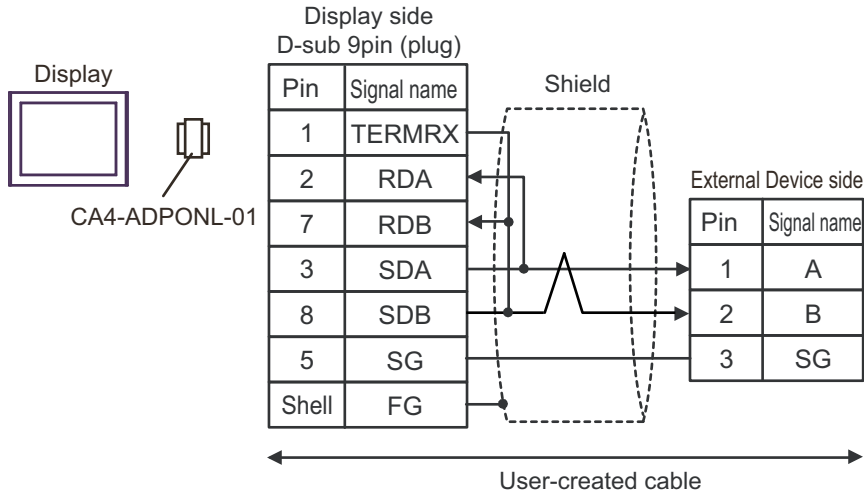 Display side
D-sub 9pin (plug)
Display
CA4-ADPONL-01
Pin Signal name
1 TERMRX
2 RDA
7 RDB
3 SDA
8 SDB
5 SG
Shell FG
Shield
External Device side
Pin Signal name
1 A
2 B
3 SG
User-created cable